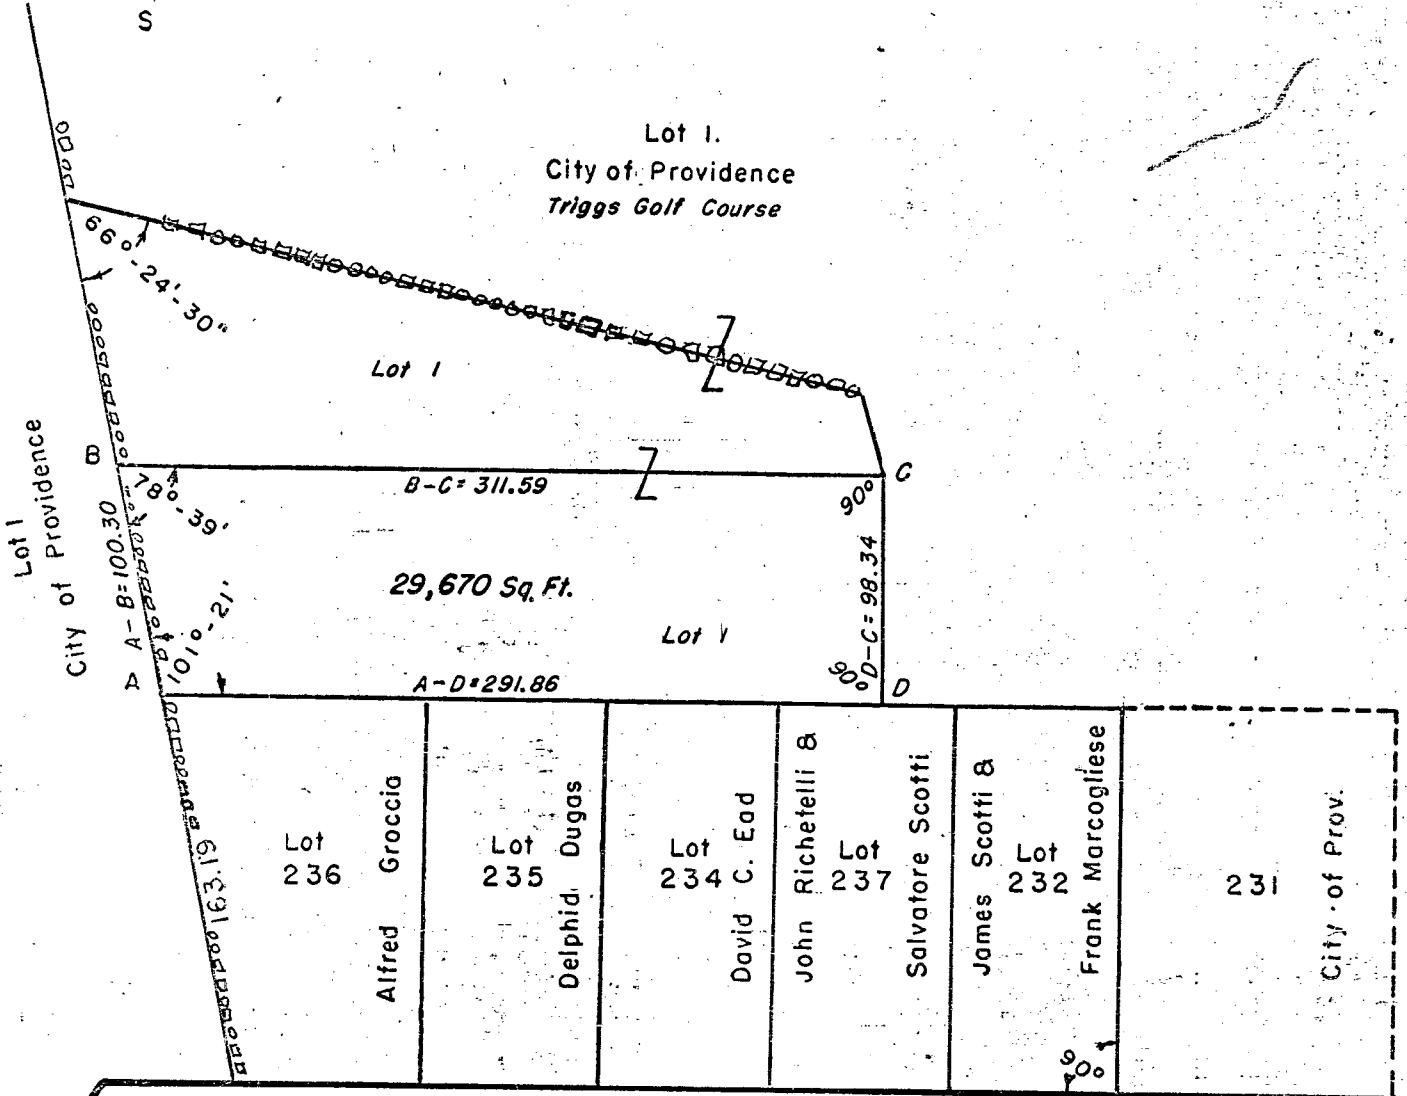 S
Lot 1.
City of Providence
Triggs Golf Course
66°-24'-30"
Lot 1
B
B-C= 311.59
C
78°-39'
90°
Lot 1
City of Providence
A-B=100.30
29,670 Sq. Ft.
D-C= 98.34
101°-21'
Lot 1
90°
A
A-D=291.86
D
163.19
Lot
236
Alfred Groccia
Lot
235
Delphid Dugas
Lot
234
David C. Ead
John Richetelli &
Lot
237
Salvatore Scotti
James Scotti &
Lot
232
Frank Marcogliese
231
City of Prov.
90°